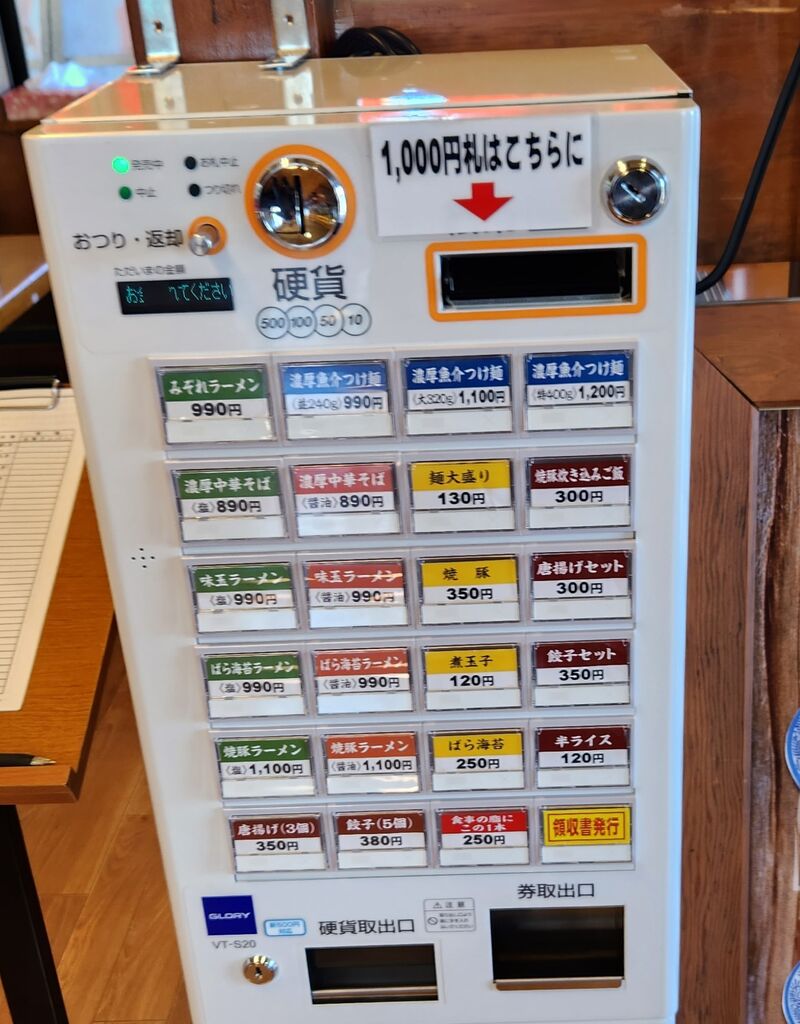 1,000円札はこちらに
発売中
お札中止
中止
つり切れ
おつり・返却
ただいまの金額
てください
硬貨
500 100 50 10
みぞれラーメン
990円
濃厚魚介つけ麺
(並240g) 990円
濃厚魚介つけ麺
(大320g) 1,100円
濃厚魚介つけ麺
(特400g) 1,200円
濃厚中華そば
(塩) 890円
濃厚中華そば
(醤油) 890円
麺大盛り
130円
焼豚炊き込みご飯
300円
味玉ラーメン
(塩) 990円
味玉ラーメン
(醤油) 990円
焼豚
350円
唐揚げセット
300円
ばら海苔ラーメン
(塩) 990円
ばら海苔ラーメン
(醤油) 990円
煮玉子
120円
餃子セット
350円
焼豚ラーメン
(塩) 1,100円
焼豚ラーメン
(醤油) 1,100円
ばら海苔
250円
半ライス
120円
唐揚げ(3個)
350円
餃子(5個)
380円
食事の脇に
この1本
250円
領収書発行
GLORY
VT-S20
新500円
対応
硬貨取出口
注意
券取出口